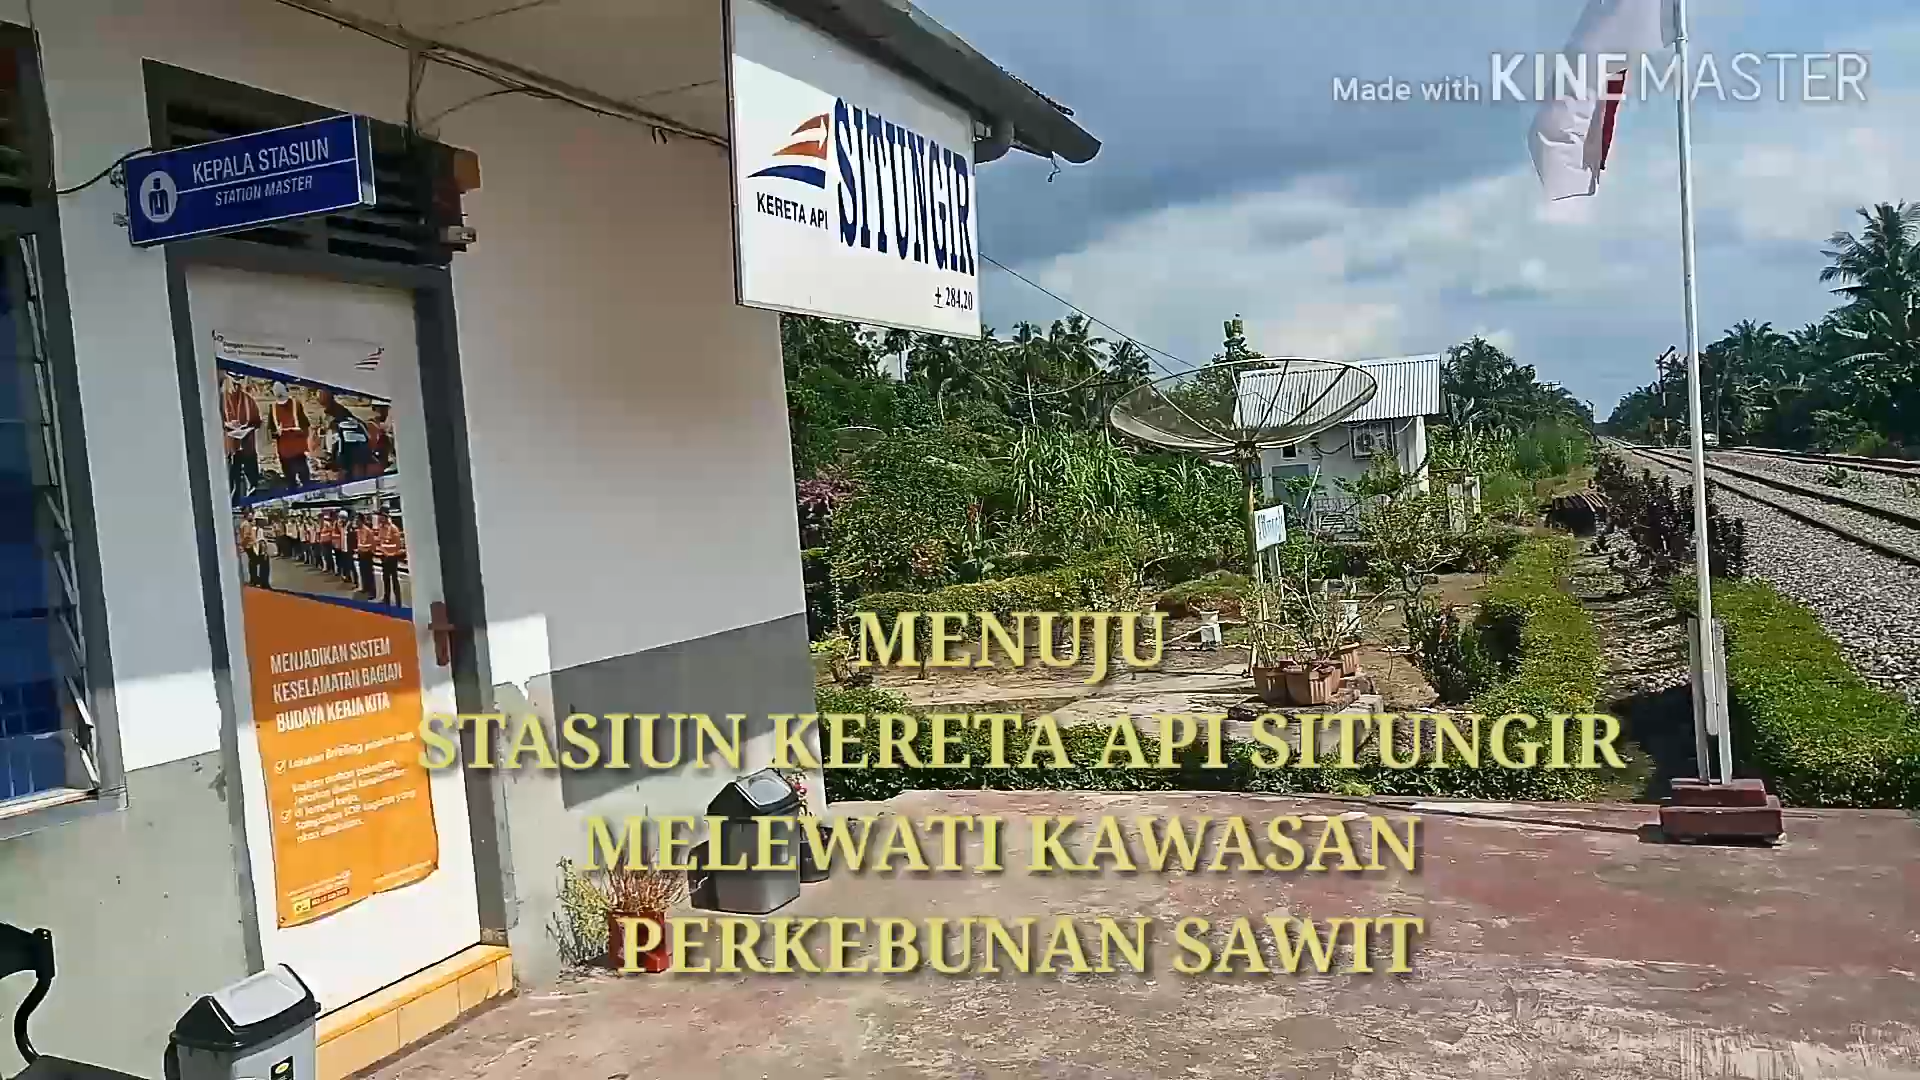 Made with KINEMASTER
KEPALA STASIUN
STATION MASTER
KERETA API
SITUNGIR
± 284,20
MENJADIKAN SISTEM
KESELAMATAN BAGIAN
BUDAYA KERJA KITA
MENUJU
STASIUN KERETA API SITUNGIR
MELEWATI KAWASAN
PERKEBUNAN SAWIT